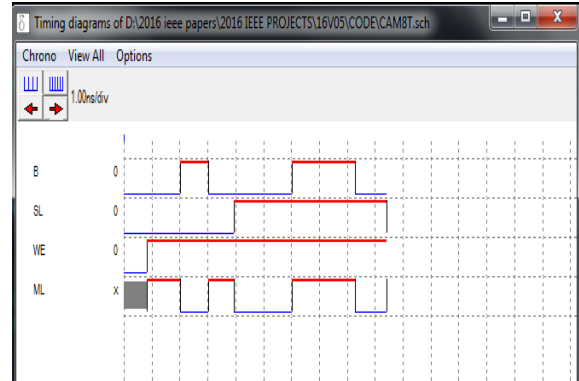 Timing diagrams of D:\2016 ieee papers\2016 IEEE PROJECTS\16V05\CODE\CAM8T.sch
Chrono View All Options
1.00ns/div
B 0
SL 0
WE 0
ML x